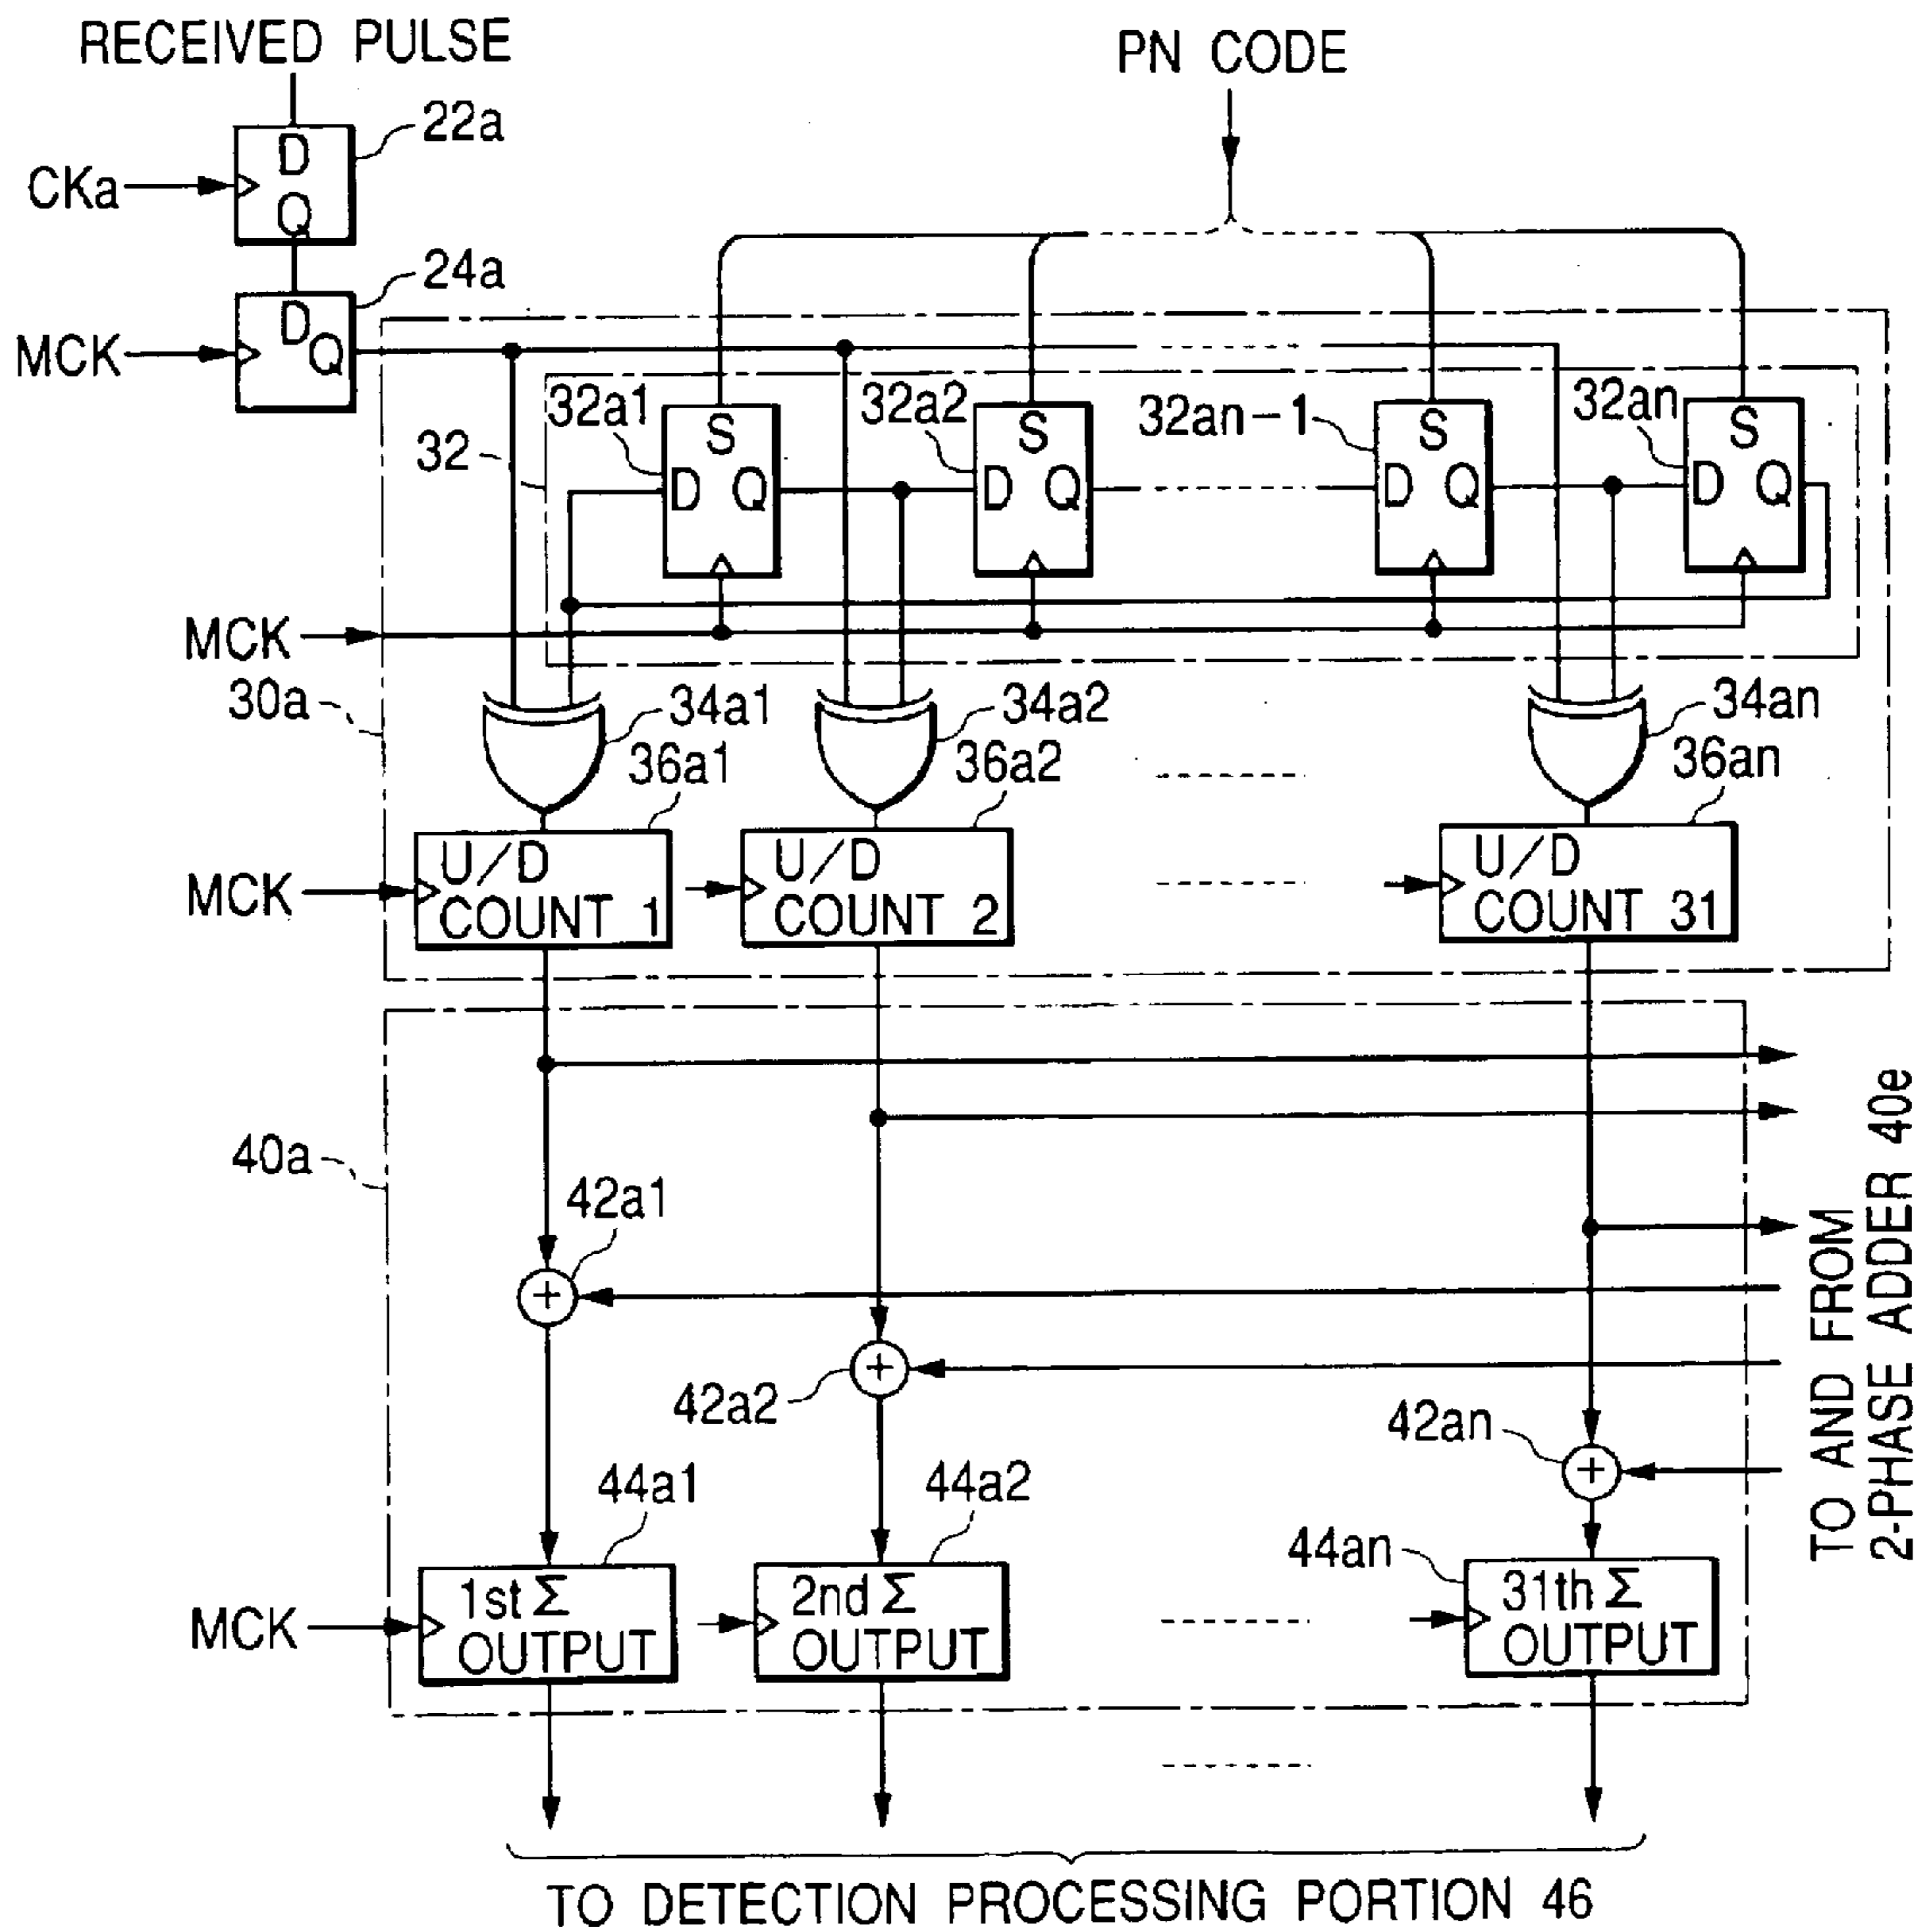 RECEIVED PULSE
PN CODE
22a
D
CKa
Q
24a
D
MCK
Q
32a1
32a2
32an-1
32an
32
S
S
S
S
D Q
D Q
D Q
D Q
MCK
30a
34a1
34a2
34an
36a1
36a2
36an
MCK
U/D
COUNT 1
U/D
COUNT 2
U/D
COUNT 31
40a
42a1
+
42a2
+
42an
+
TO AND FROM
2-PHASE ADDER 40e
44a1
44a2
44an
MCK
1st Σ
OUTPUT
2nd Σ
OUTPUT
31th Σ
OUTPUT
TO DETECTION PROCESSING PORTION 46